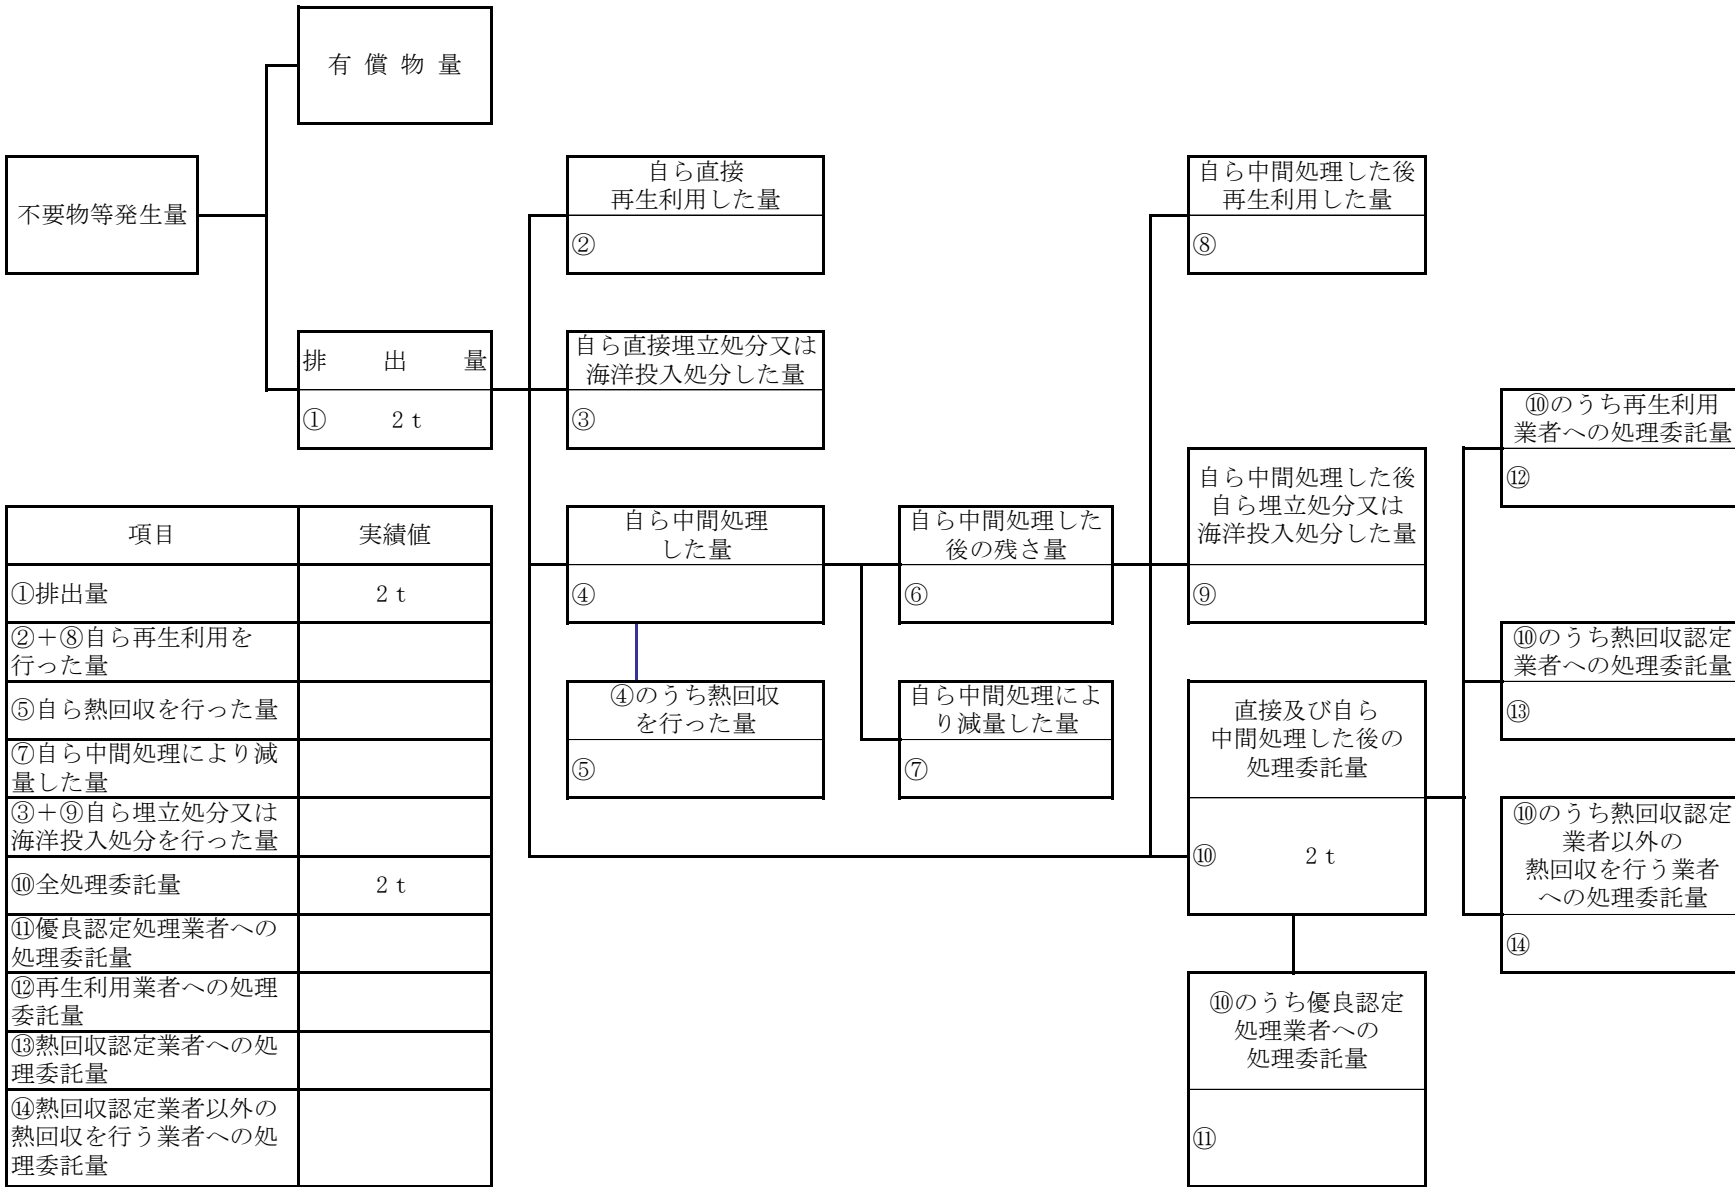 有償物量
不要物等発生量
自ら直接
再生利用した量
②
自ら中間処理した後
再生利用した量
⑧
排出量
① 2 t
自ら直接埋立処分又は
海洋投入処分した量
③
⑩のうち再生利用
業者への処理委託量
⑫
自ら中間処理した後
自ら埋立処分又は
海洋投入処分した量
⑨
自ら中間処理
した量
④
自ら中間処理した
後の残さ量
⑥
⑩のうち熱回収認定
業者への処理委託量
⑬
④のうち熱回収
を行った量
⑤
自ら中間処理によ
り減量した量
⑦
直接及び自ら
中間処理した後の
処理委託量
⑩ 2 t
⑩のうち熱回収認定
業者以外の
熱回収を行う業者
への処理委託量
⑭
⑩のうち優良認定
処理業者への
処理委託量
⑪
項目 実績値
①排出量 2 t
②+⑧自ら再生利用を
行った量
⑤自ら熱回収を行った量
⑦自ら中間処理により減
量した量
③+⑨自ら埋立処分又は
海洋投入処分を行った量
⑩全処理委託量 2 t
⑪優良認定処理業者への
処理委託量
⑫再生利用業者への処理
委託量
⑬熱回収認定業者への処
理委託量
⑭熱回収認定業者以外の
熱回収を行う業者への処
理委託量